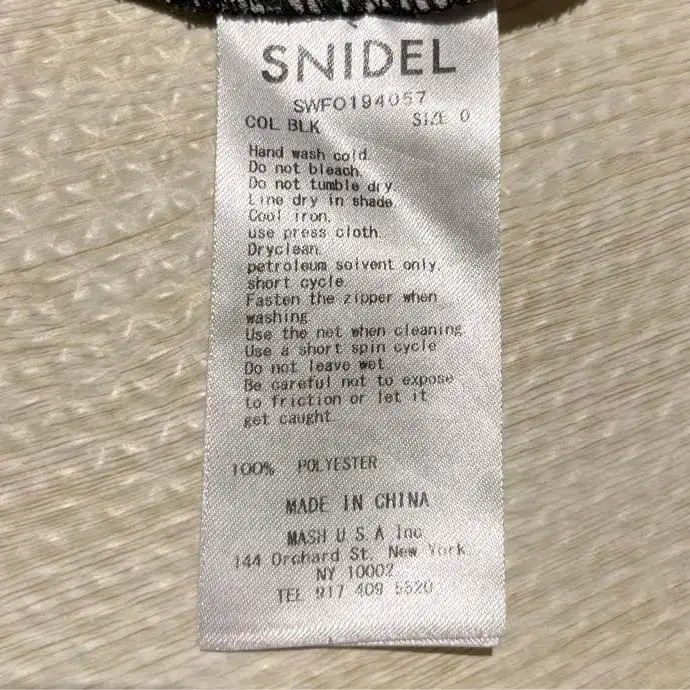 SNIDEL
SWFO194057
COL BLK SIZE 0
Hand wash cold.
Do not bleach.
Do not tumble dry.
Line dry in shade.
Cool iron,
use press cloth.
Dryclean,
petroleum solvent only,
short cycle.
Fasten the zipper when
washing
Use the net when cleaning.
Use a short spin cycle
Do not leave wet
Be careful not to expose
to friction or let it
get caught.
100% POLYESTER
MADE IN CHINA
MASH U S A Inc
144 Orchard St. New York
NY 10002
TEL 917 409 5520